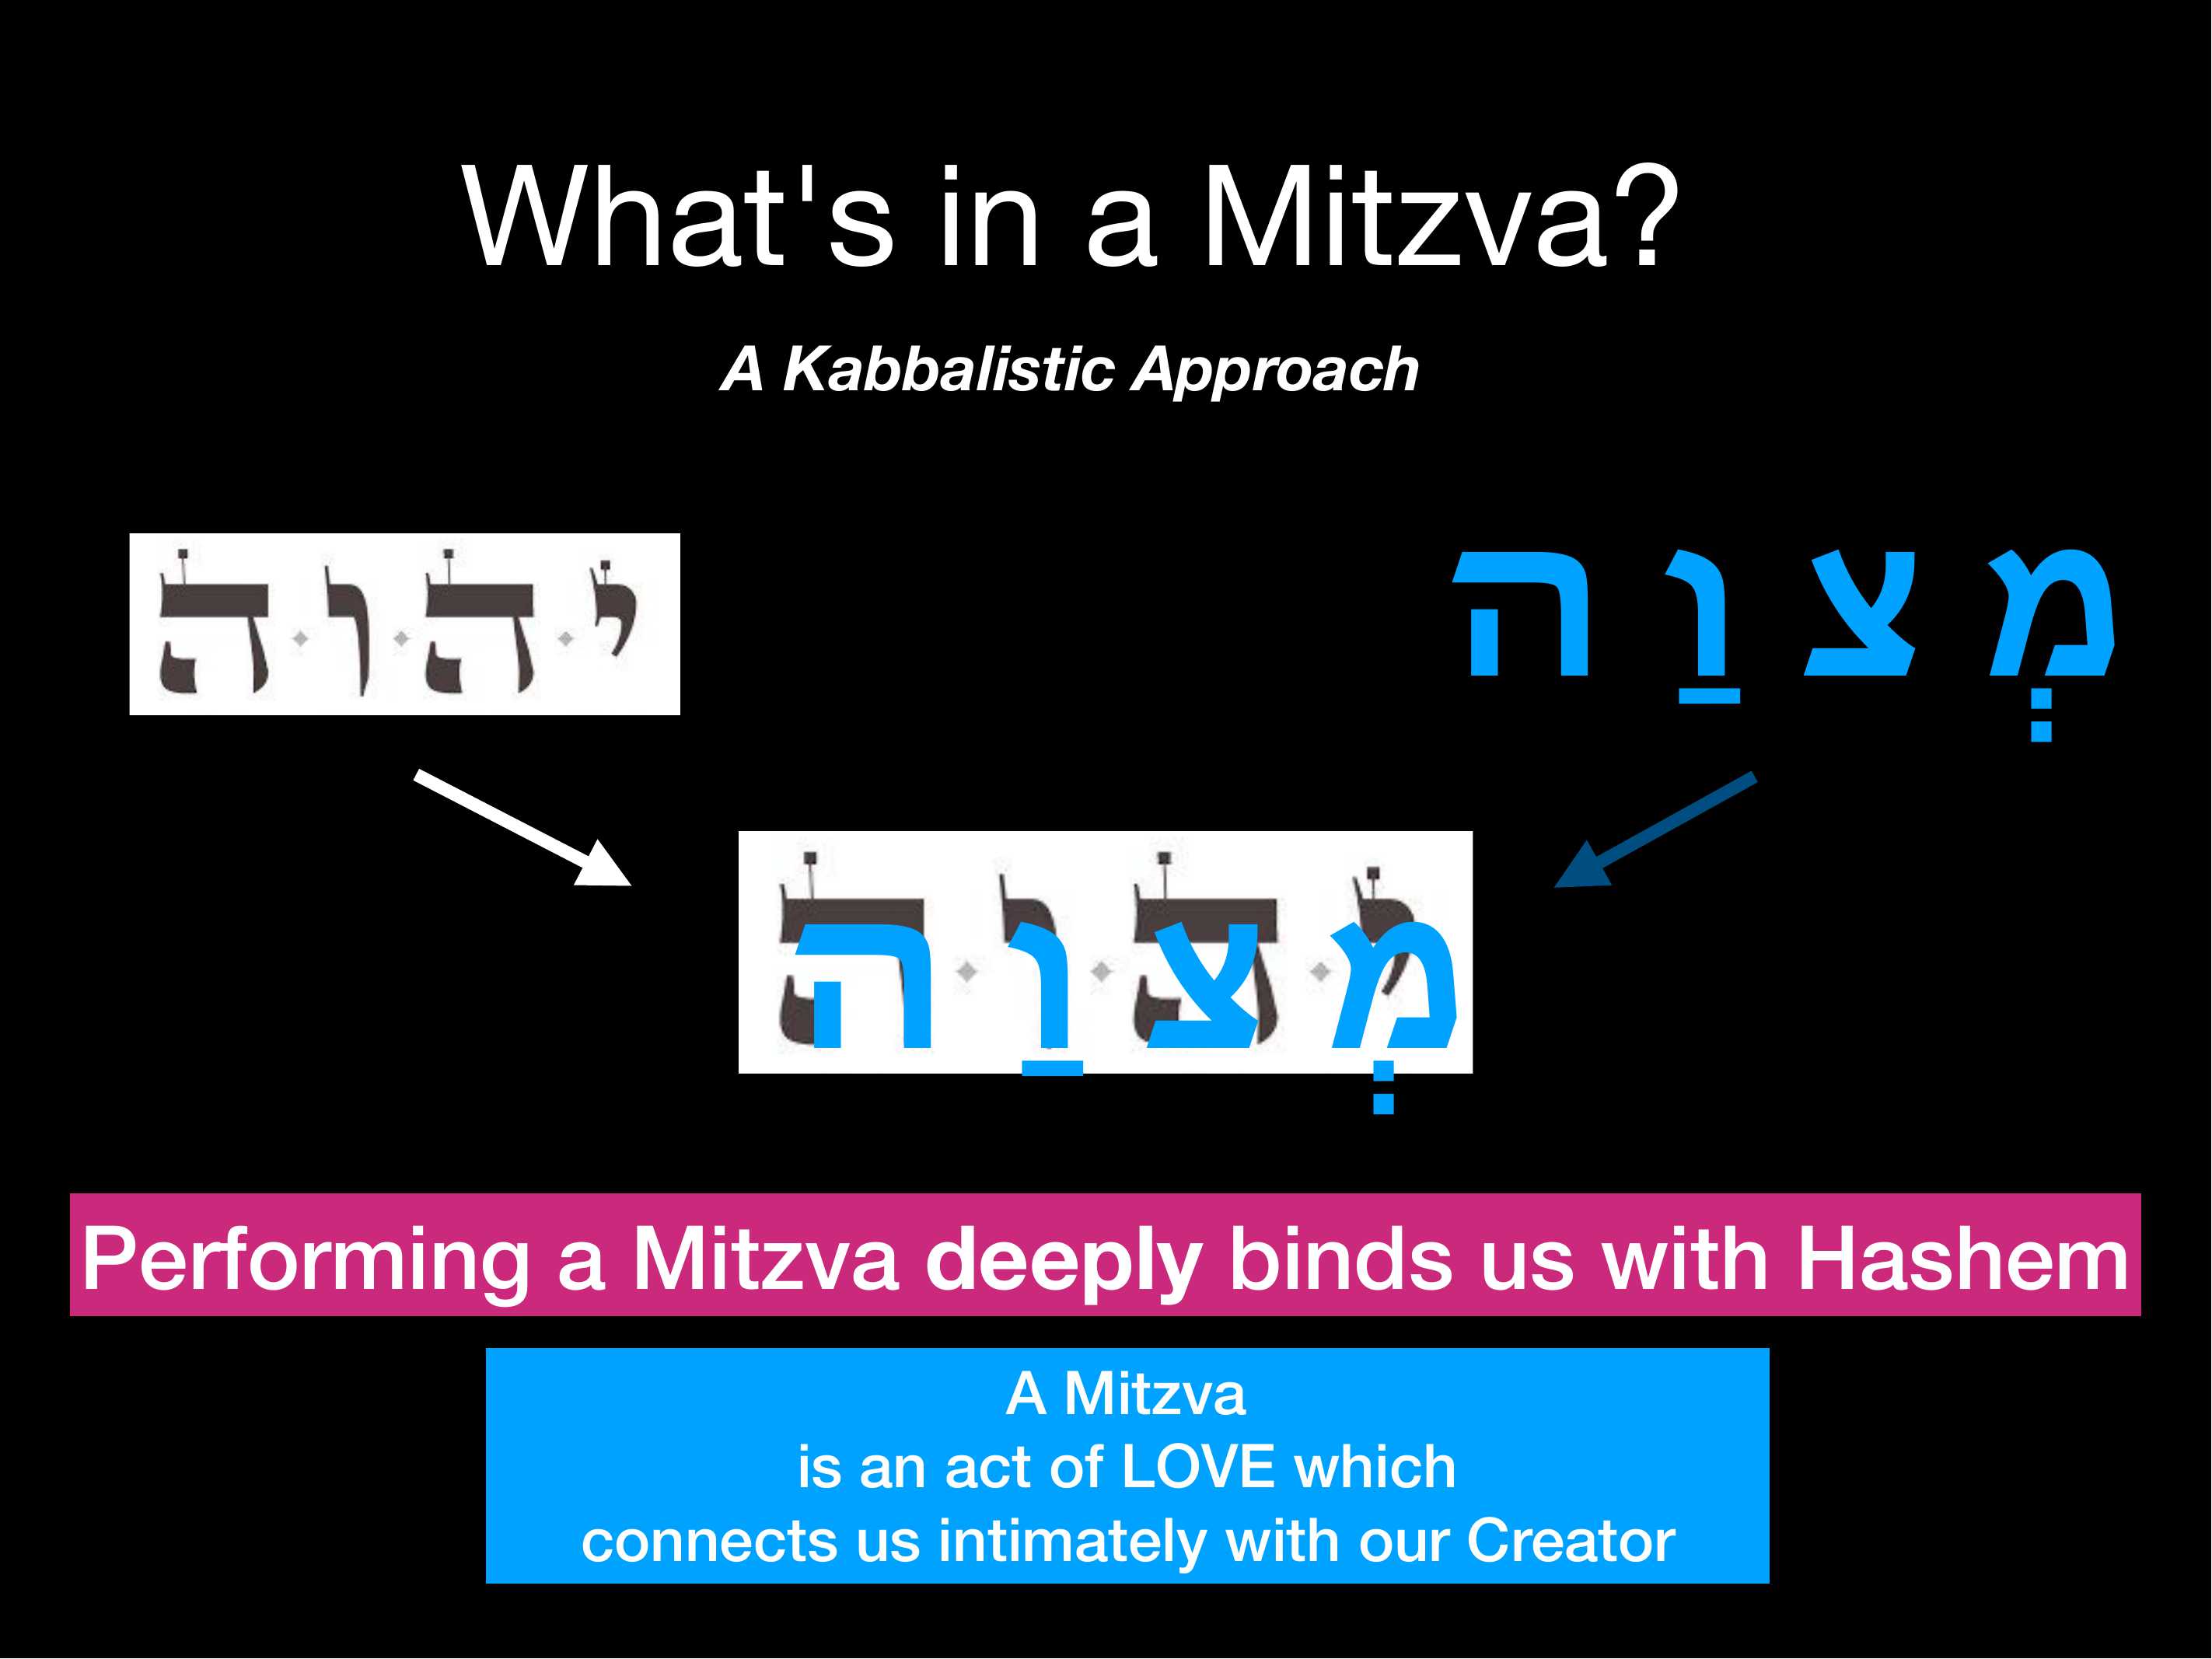 What's in a Mitzva?
A Kabbalistic Approach
י ה ו ה
מְ צ וַ ה
מְ צ וַ ה
Performing a Mitzva deeply binds us with Hashem
A Mitzva
is an act of LOVE which
connects us intimately with our Creator